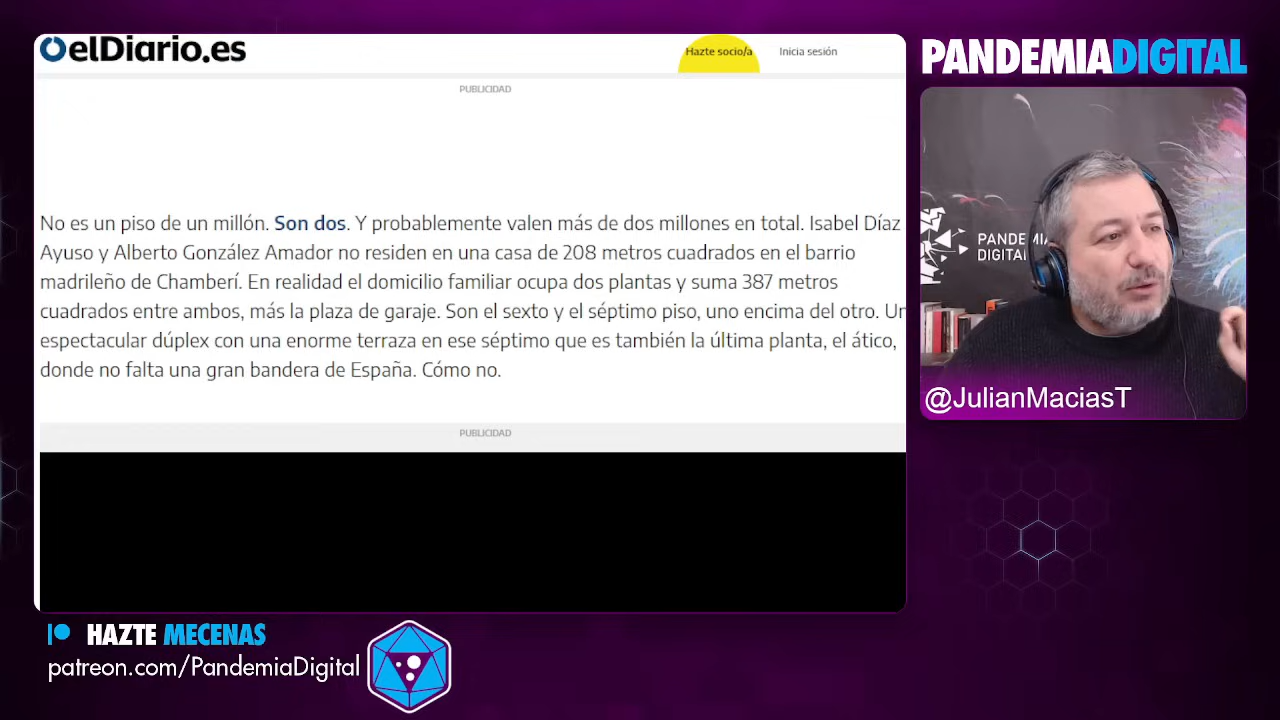 elDiario.es
Hazte socio/a
Inicia sesión
PUBLICIDAD
No es un piso de un millón. Son dos. Y probablemente valen más de dos millones en total. Isabel Díaz
Ayuso y Alberto González Amador no residen en una casa de 208 metros cuadrados en el barrio
madrileño de Chamberí. En realidad el domicilio familiar ocupa dos plantas y suma 387 metros
cuadrados entre ambos, más la plaza de garaje. Son el sexto y el séptimo piso, uno encima del otro. Un
espectacular dúplex con una enorme terraza en ese séptimo que es también la última planta, el ático,
donde no falta una gran bandera de España. Cómo no.
PUBLICIDAD
PANDEMIADIGITAL
PANDEMIA
DIGITAL
@JulianMaciasT
HAZTE MECENAS
patreon.com/PandemiaDigital